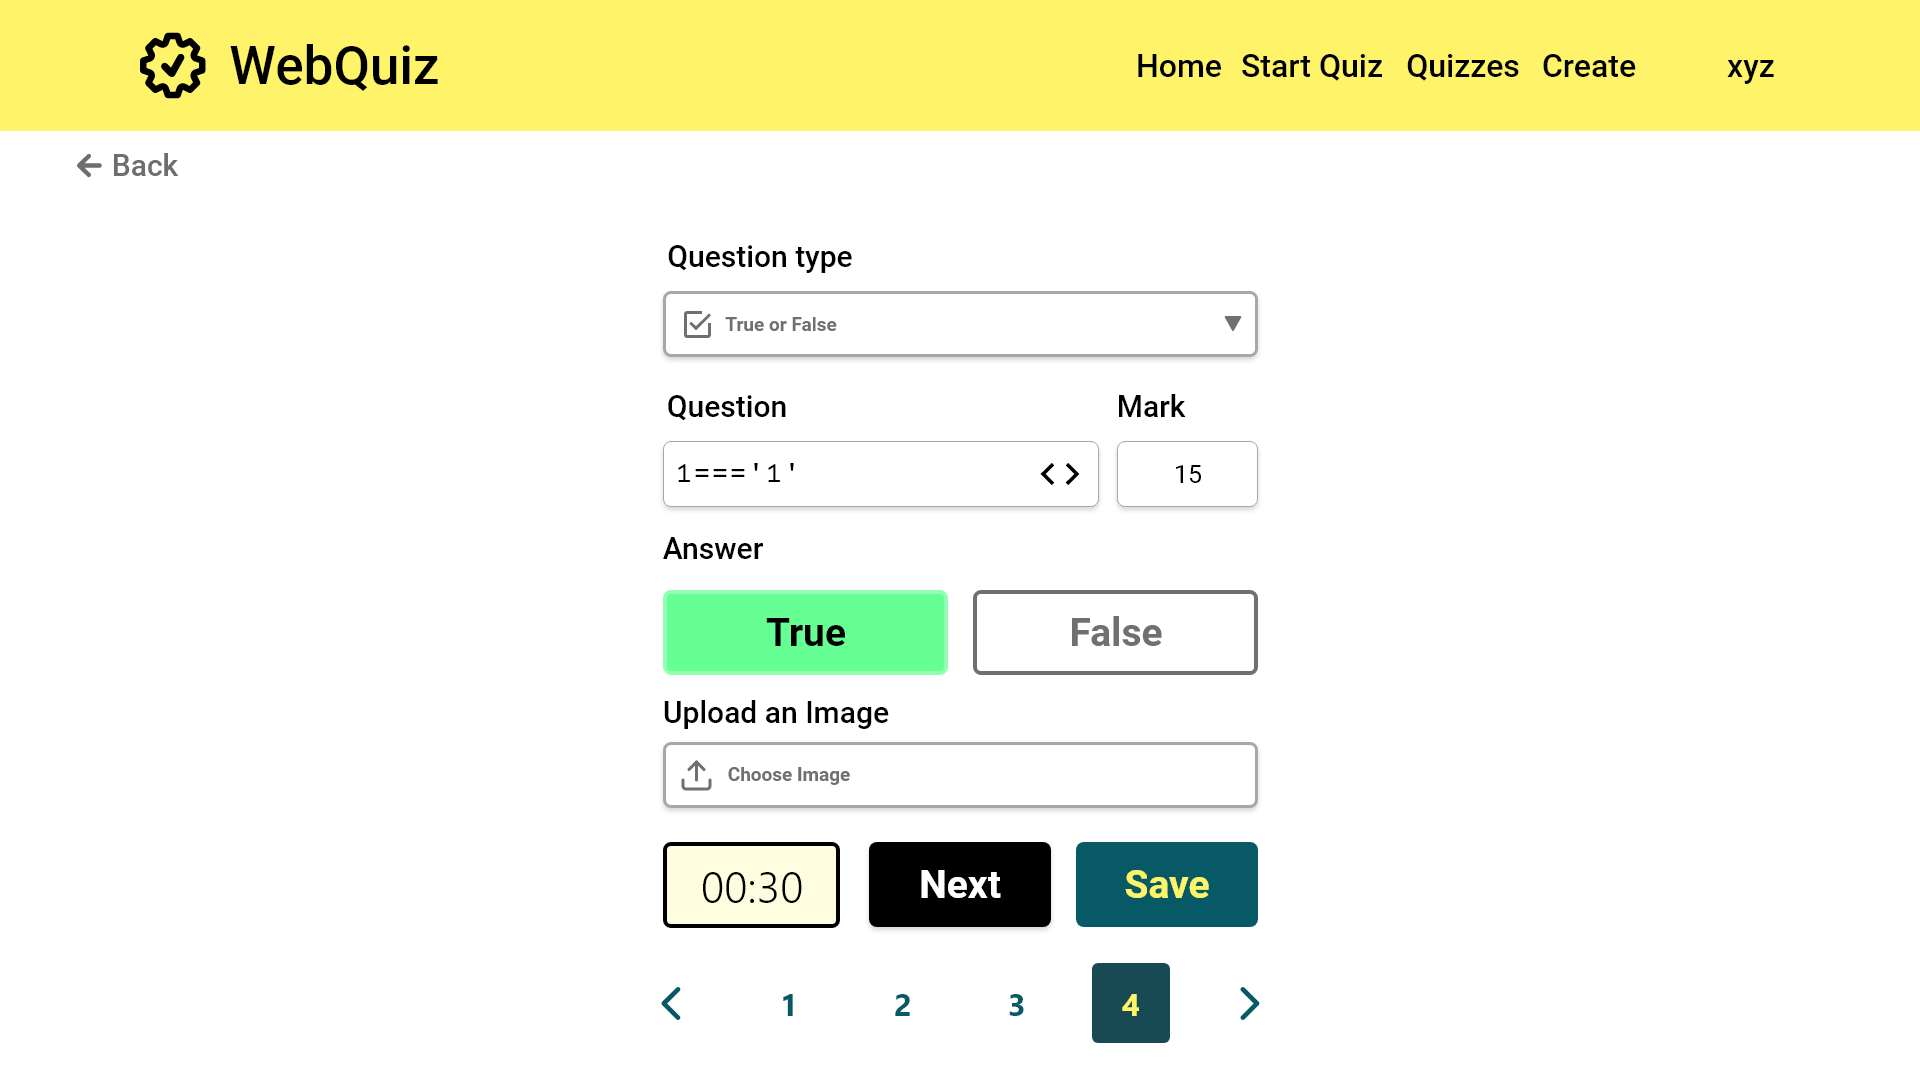 WebQuiz
Home Start Quiz Quizzes Create xyz
Back
Question type
True or False
Question Mark
1==='1' 15
Answer
True False
Upload an Image
Choose Image
00:30 Next Save
1 2 3 4